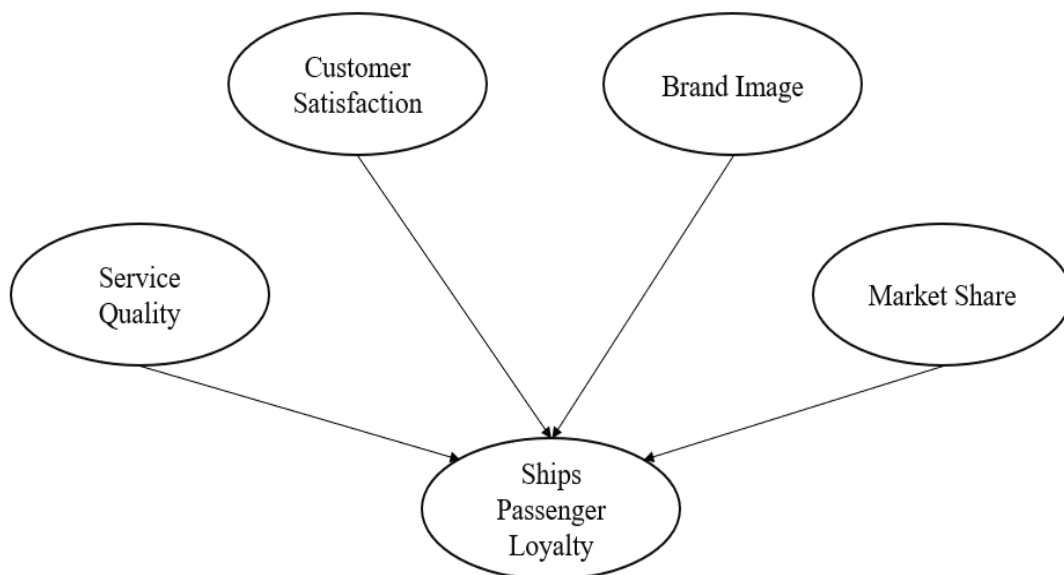 Customer
Satisfaction
Brand Image
Service
Quality
Market Share
Ships
Passenger
Loyalty